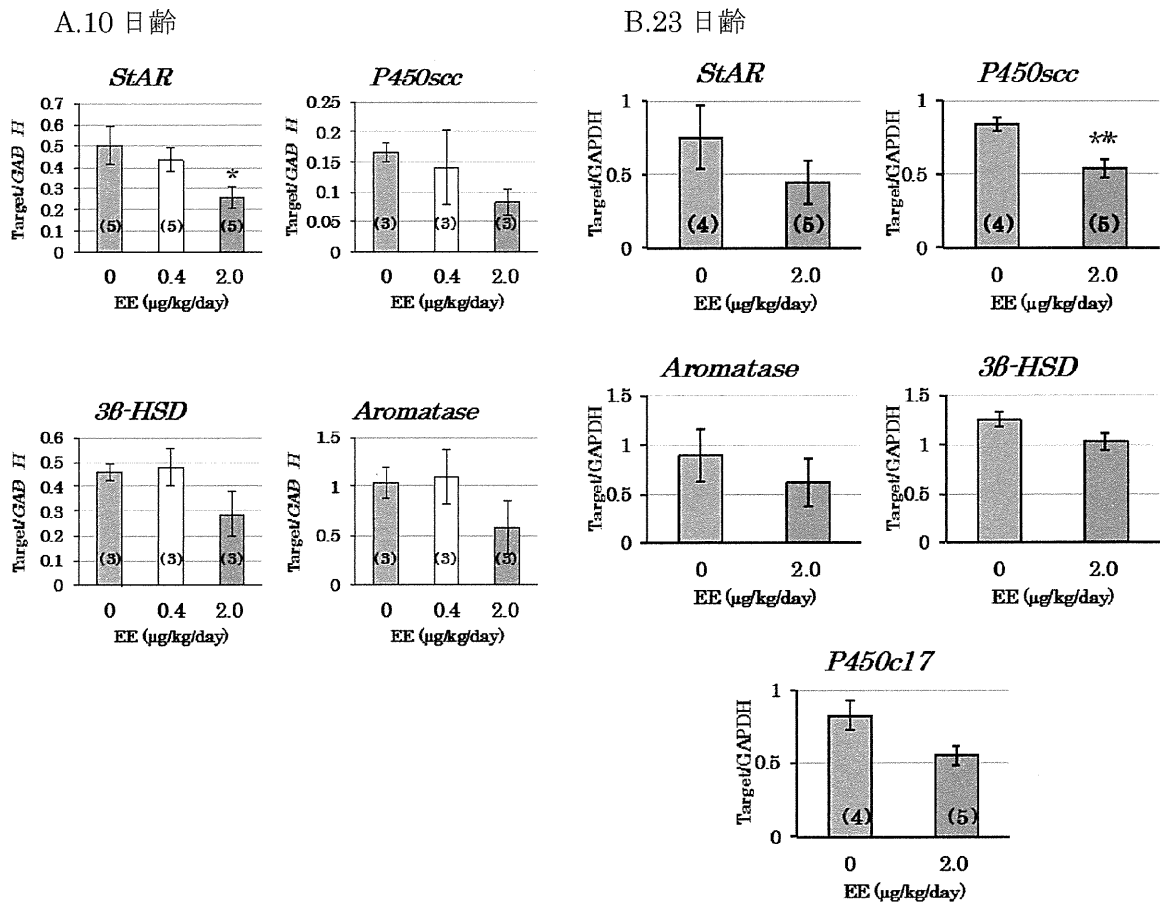 A.10 日齢
StAR
Target/GAD H
0.7
0.6
0.5
0.4
0.3
0.2
0.1
0
(5)
(5)
*
(5)
0 0.4 2.0
EE (µg/kg/day)
P450scc
Target/GAD H
0.25
0.2
0.15
0.1
0.05
0
(3)
(3)
(3)
0 0.4 2.0
EE (µg/kg/day)
3ß-HSD
Target/GAD H
0.6
0.5
0.4
0.3
0.2
0.1
0
(3)
(3)
(3)
0 0.4 2.0
EE (µg/kg/day)
Aromatase
Target/GAD H
1.5
1
0.5
0
(3)
(3)
(3)
0 0.4 2.0
EE (µg/kg/day)
B.23 日齢
StAR
Target/GAPDH
1
0.5
0
(4)
(5)
0 2.0
EE (µg/kg/day)
P450scc
Target/GAPDH
1
0.5
0
(4)
**
(5)
0 2.0
EE (µg/kg/day)
Aromatase
Target/GAPDH
1.5
1
0.5
0
0 2.0
EE (µg/kg/day)
3ß-HSD
Target/GAPDH
1.5
1
0.5
0
0 2.0
EE (µg/kg/day)
P450c17
Target/GAPDH
1
0.5
0
(4)
(5)
0 2.0
EE (µg/kg/day)